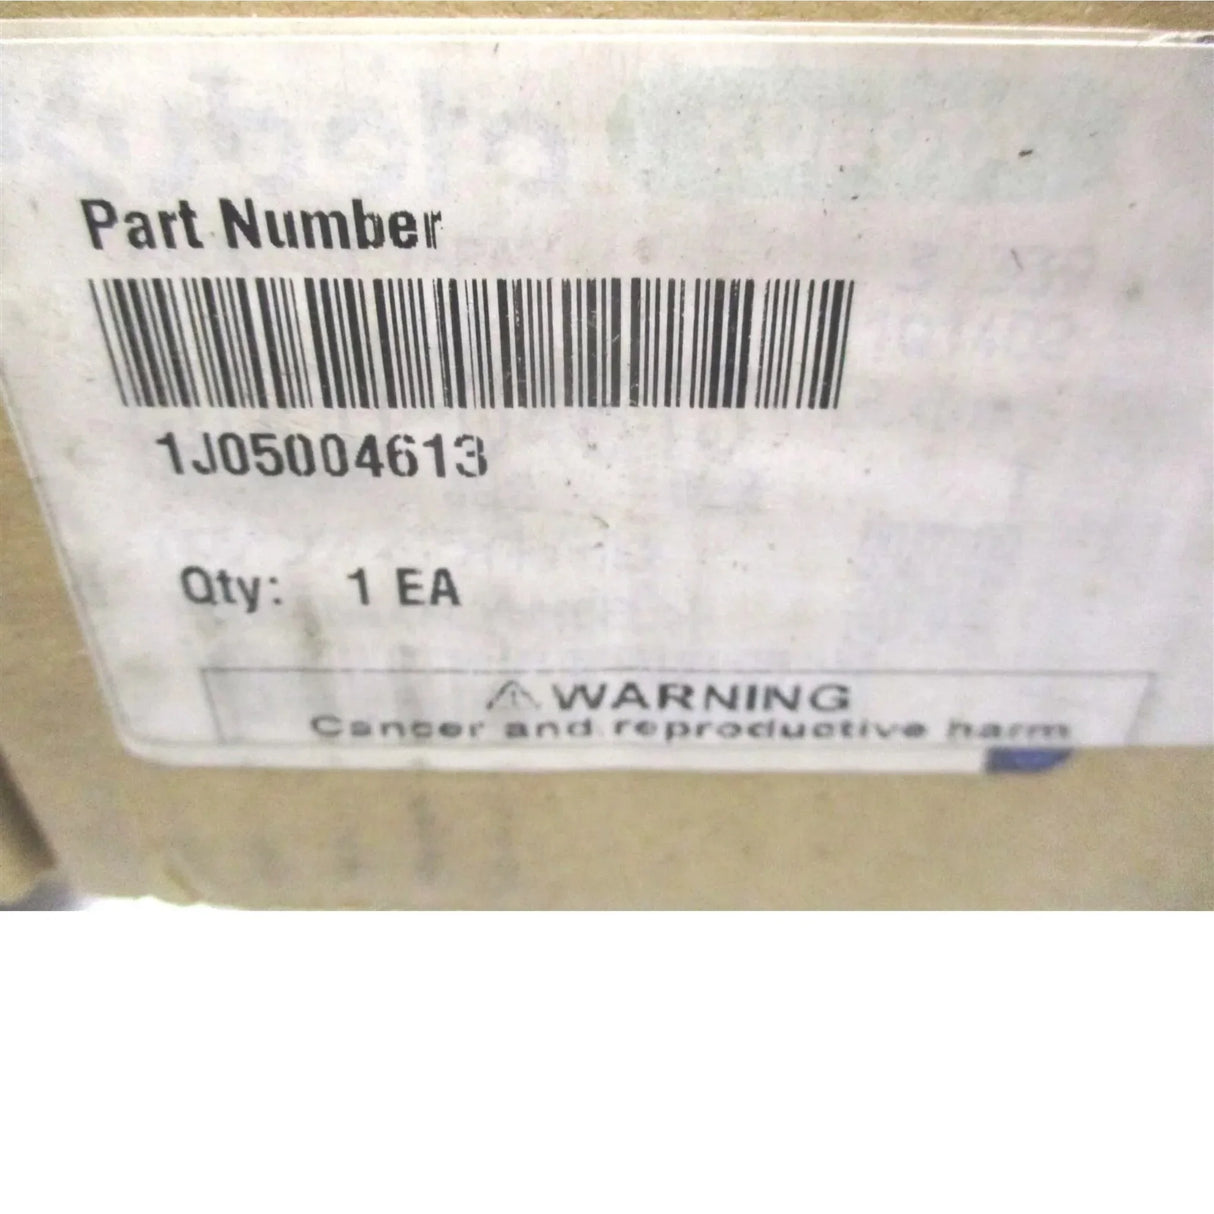 Part Number
1J05004613
Qty: 1 EA
⚠ WARNING
Cancer and reproductive harm